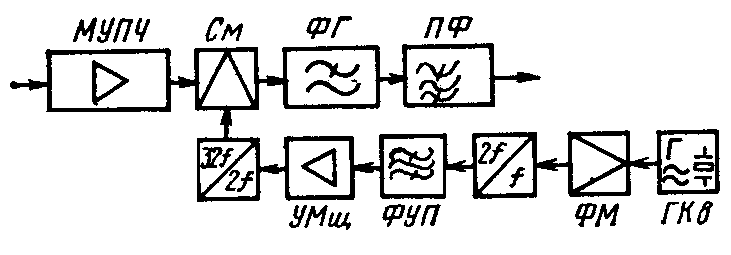 МУПЧ См ФГ ПФ
32f/2f 2f/f Г
УМщ ФУП ФМ ГКв